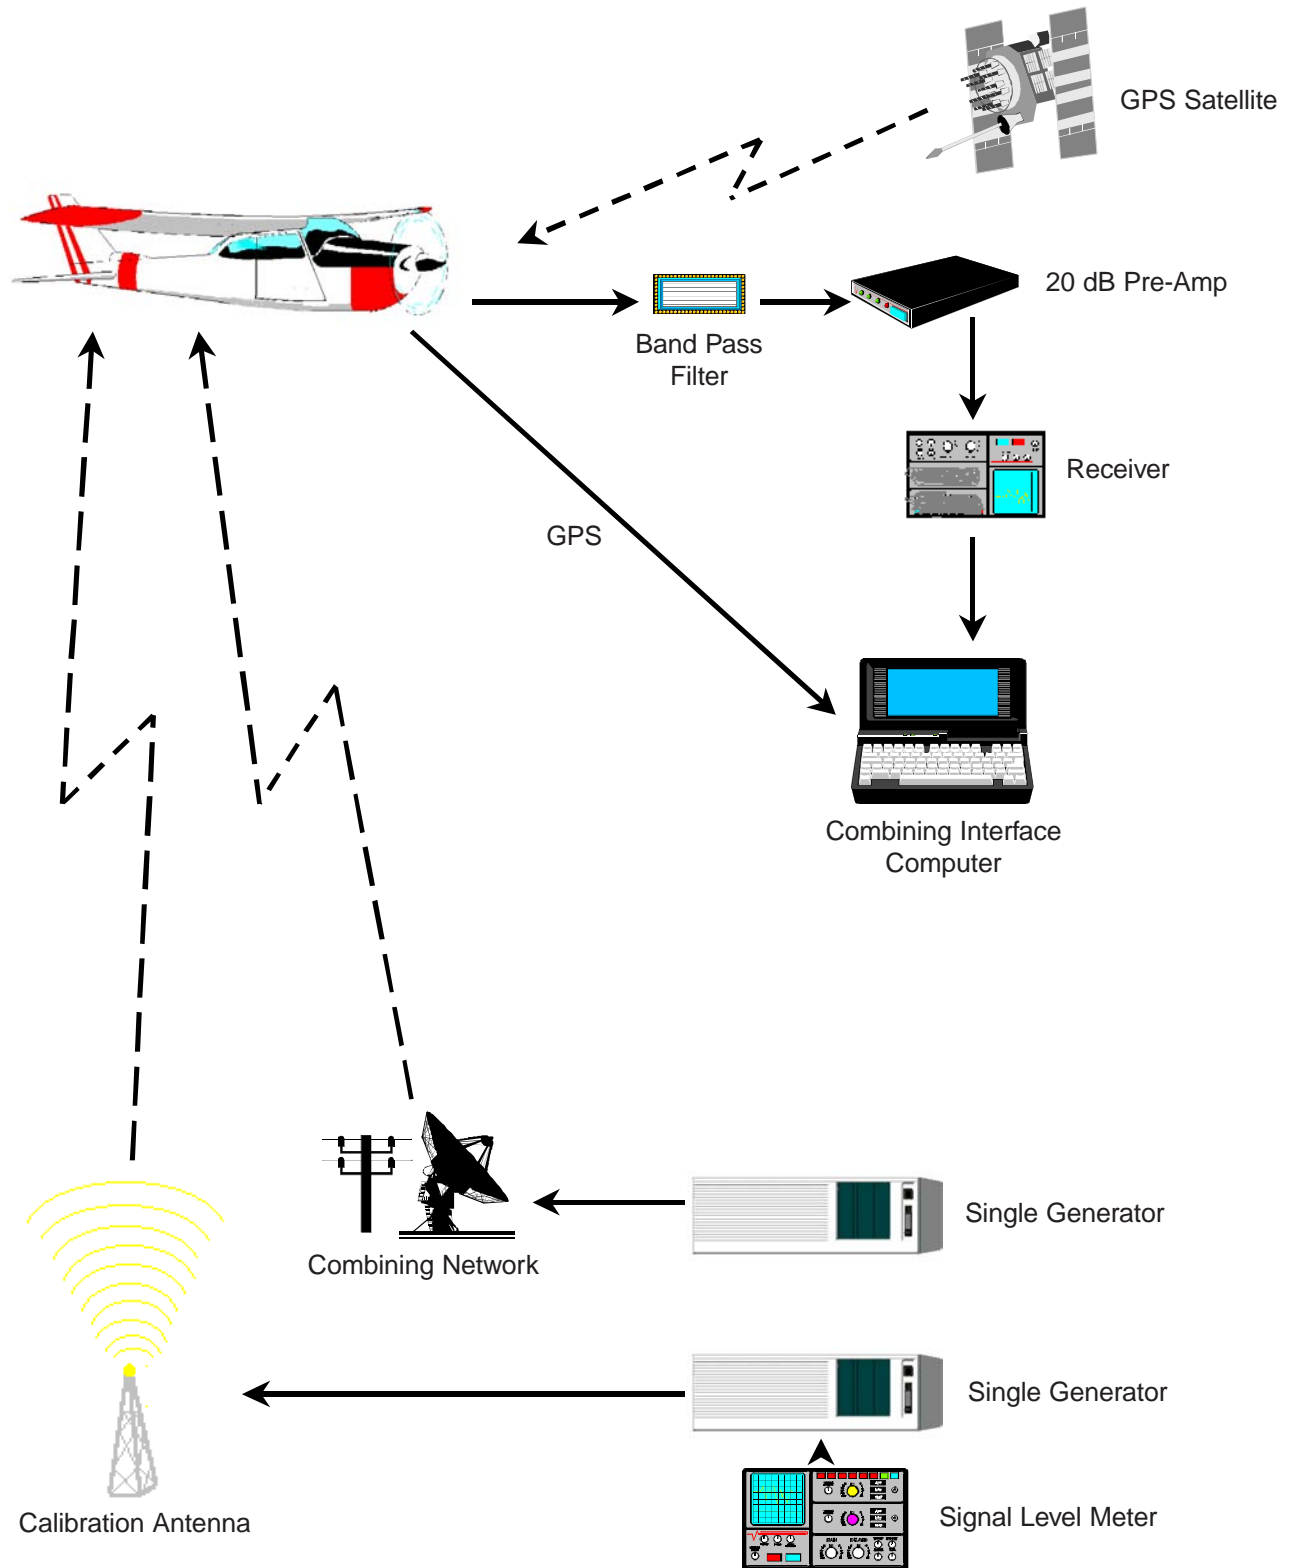 GPS Satellite
20 dB Pre-Amp
Band Pass
Filter
Receiver
GPS
Combining Interface
Computer
Single Generator
Combining Network
Single Generator
Signal Level Meter
Calibration Antenna